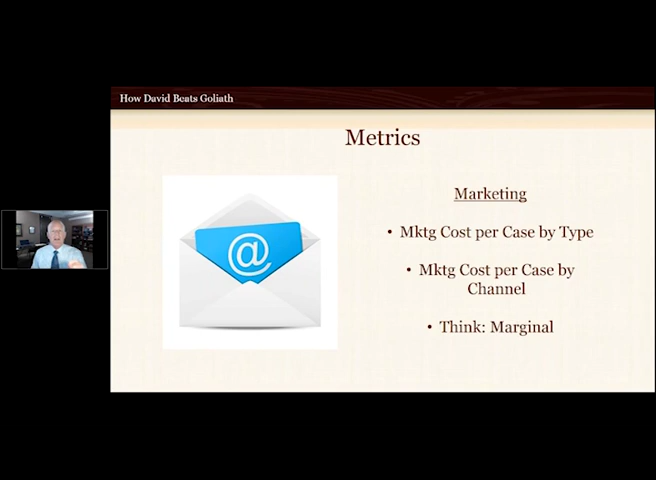 How David Beats Goliath
Metrics
Marketing
• Mktg Cost per Case by Type
• Mktg Cost per Case by
Channel
• Think: Marginal
@